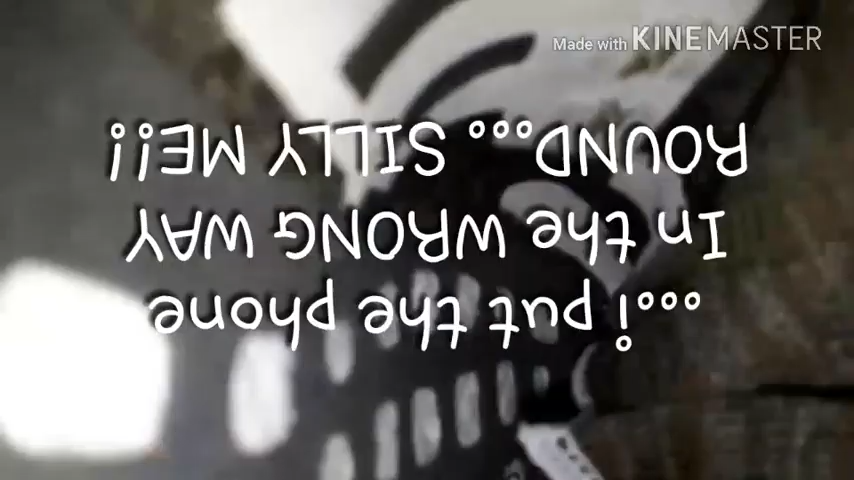 Made with KINEMASTER
...i put the phone
In the WRONG WAY
ROUND... SILLY ME!!